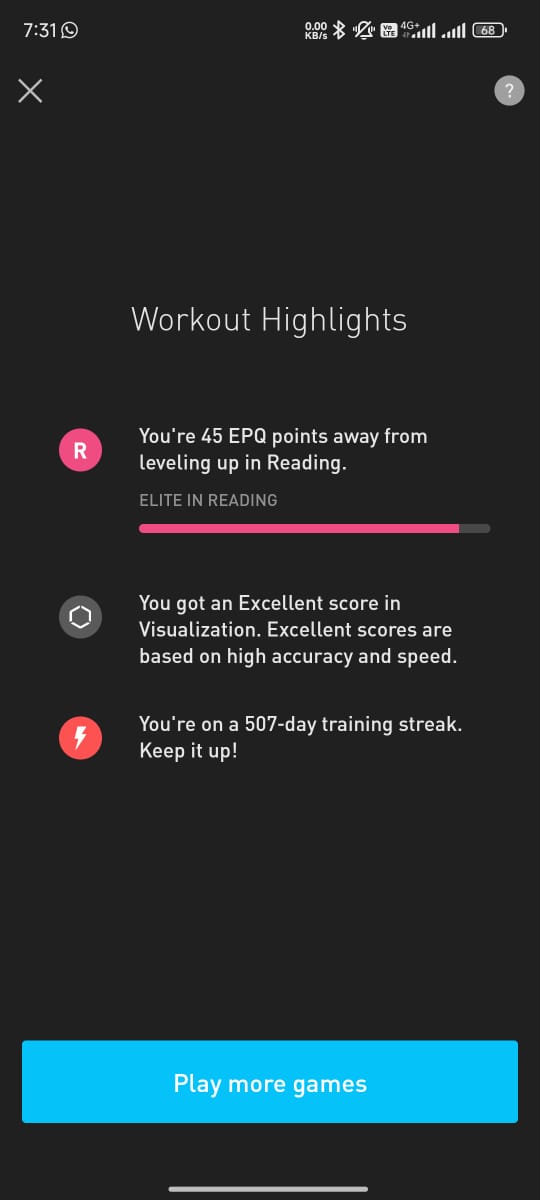 7:31
0.00
KB/s
Vo
LTE
4G+
68
?
Workout Highlights
R
You're 45 EPQ points away from
leveling up in Reading.
ELITE IN READING
You got an Excellent score in
Visualization. Excellent scores are
based on high accuracy and speed.
You're on a 507-day training streak.
Keep it up!
Play more games